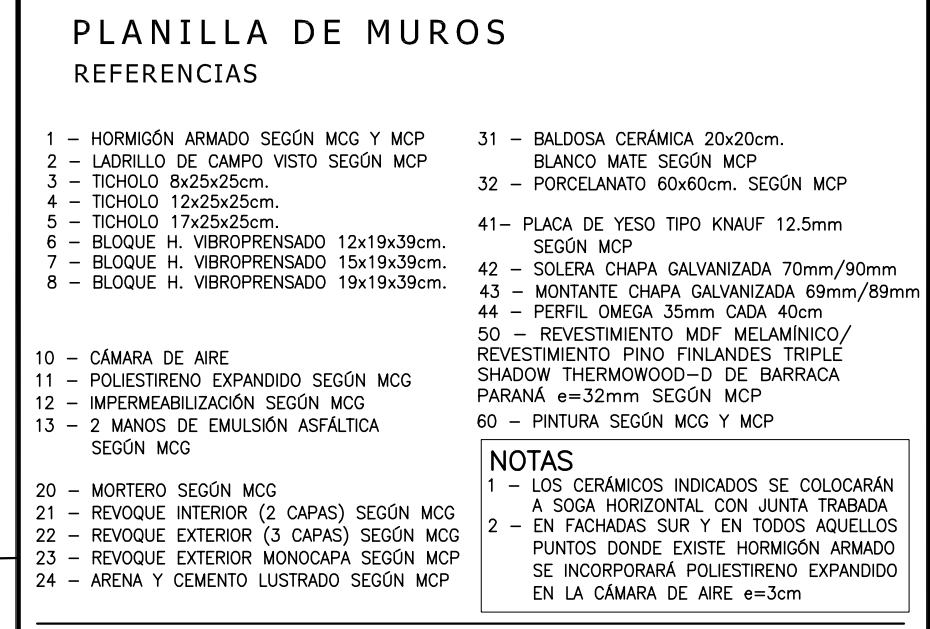 PLANILLA DE MUROS
REFERENCIAS
1 – HORMIGÓN ARMADO SEGÚN MCG Y MCP
2 – LADRILLO DE CAMPO VISTO SEGÚN MCP
3 – TICHOLO 8x25x25cm.
4 – TICHOLO 12x25x25cm.
5 – TICHOLO 17x25x25cm.
6 – BLOQUE H. VIBROPRENSADO 12x19x39cm.
7 – BLOQUE H. VIBROPRENSADO 15x19x39cm.
8 – BLOQUE H. VIBROPRENSADO 19x19x39cm.
10 – CÁMARA DE AIRE
11 – POLIESTIRENO EXPANDIDO SEGÚN MCG
12 – IMPERMEABILIZACIÓN SEGÚN MCG
13 – 2 MANOS DE EMULSIÓN ASFÁLTICA
SEGÚN MCG
20 – MORTERO SEGÚN MCG
21 – REVOQUE INTERIOR (2 CAPAS) SEGÚN MCG
22 – REVOQUE EXTERIOR (3 CAPAS) SEGÚN MCG
23 – REVOQUE EXTERIOR MONOCAPA SEGÚN MCP
24 – ARENA Y CEMENTO LUSTRADO SEGÚN MCP
31 – BALDOSA CERÁMICA 20x20cm.
BLANCO MATE SEGÚN MCP
32 – PORCELANATO 60x60cm. SEGÚN MCP
41– PLACA DE YESO TIPO KNAUF 12.5mm
SEGÚN MCP
42 – SOLERA CHAPA GALVANIZADA 70mm/90mm
43 – MONTANTE CHAPA GALVANIZADA 69mm/89mm
44 – PERFIL OMEGA 35mm CADA 40cm
50 – REVESTIMIENTO MDF MELAMÍNICO/
REVESTIMIENTO PINO FINLANDES TRIPLE
SHADOW THERMOWOOD–D DE BARRACA
PARANÁ e=32mm SEGÚN MCP
60 – PINTURA SEGÚN MCG Y MCP
NOTAS
1 – LOS CERÁMICOS INDICADOS SE COLOCARÁN
A SOGA HORIZONTAL CON JUNTA TRABADA
2 – EN FACHADAS SUR Y EN TODOS AQUELLOS
PUNTOS DONDE EXISTE HORMIGÓN ARMADO
SE INCORPORARÁ POLIESTIRENO EXPANDIDO
EN LA CÁMARA DE AIRE e=3cm